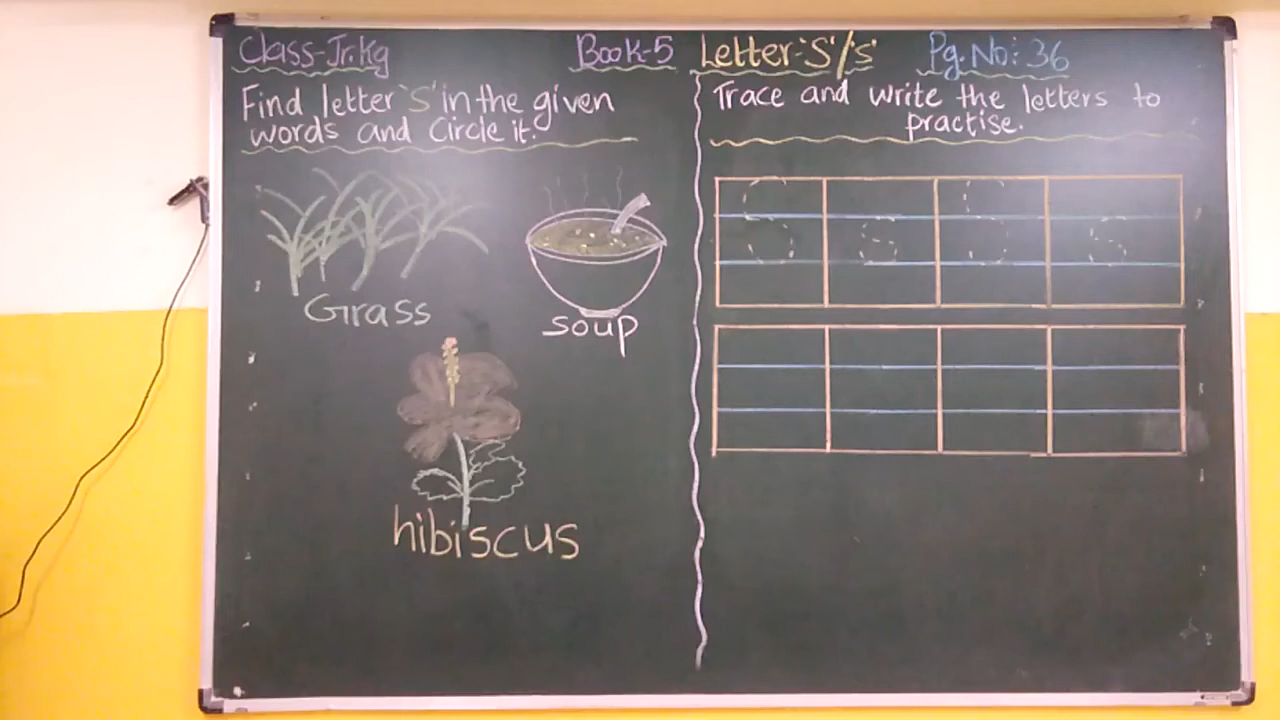 Class-Jr.Kg Book-5 Letter-'S'/'s' Pg.No: 36
Find letter 'S' in the given
words and Circle it.
Grass
soup
hibiscus
Trace and write the letters to
practise.
S s S s